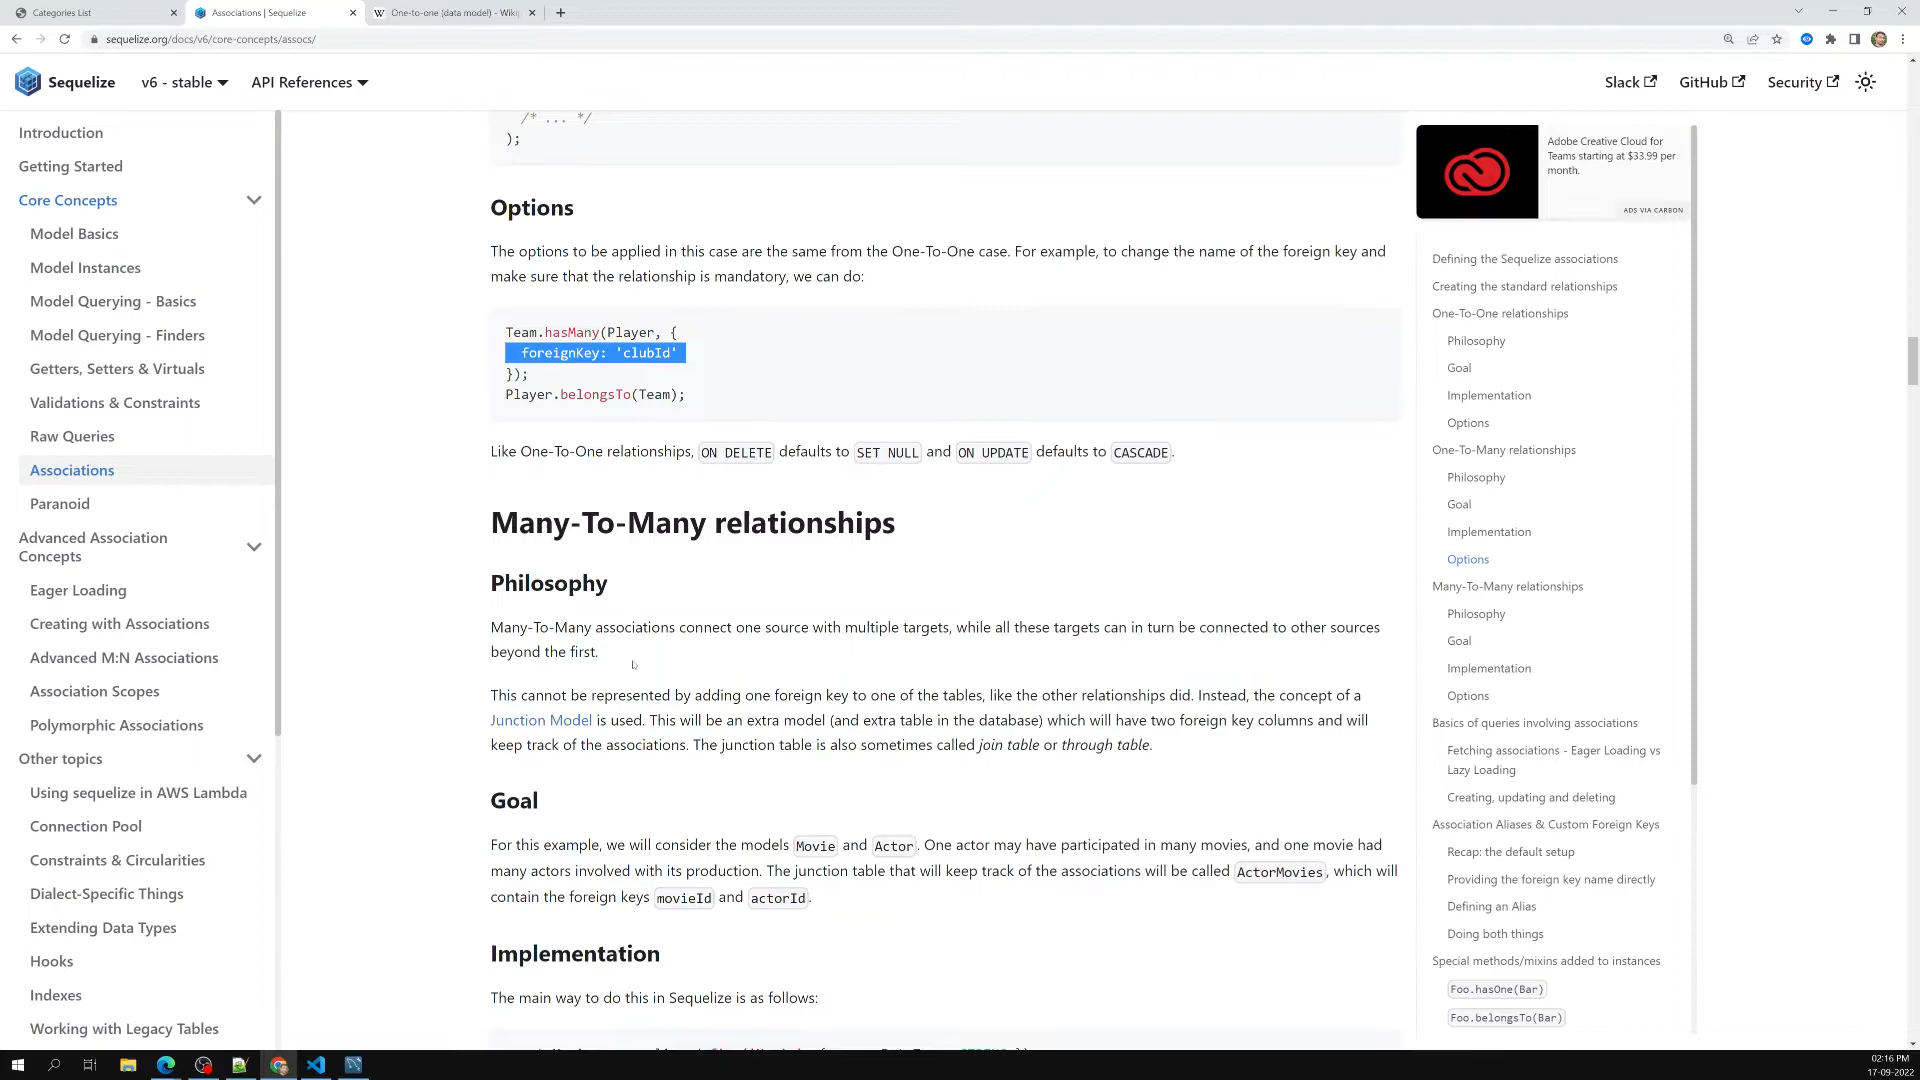 Categories List
Associations | Sequelize
One-to-one (data model) - Wiki
sequelize.org/docs/v6/core-concepts/assocs/
Sequelize
v6 - stable
API References
Slack
GitHub
Security
Introduction
Getting Started
Core Concepts
Model Basics
Model Instances
Model Querying - Basics
Model Querying - Finders
Getters, Setters & Virtuals
Validations & Constraints
Raw Queries
Associations
Paranoid
Advanced Association
Concepts
Eager Loading
Creating with Associations
Advanced M:N Associations
Association Scopes
Polymorphic Associations
Other topics
Using sequelize in AWS Lambda
Connection Pool
Constraints & Circularities
Dialect-Specific Things
Extending Data Types
Hooks
Indexes
Working with Legacy Tables
/* ... */
);
Options
The options to be applied in this case are the same from the One-To-One case. For example, to change the name of the foreign key and
make sure that the relationship is mandatory, we can do:
Team.hasMany(Player, {
foreignKey: 'clubId'
});
Player.belongsTo(Team);
Like One-To-One relationships, ON DELETE defaults to SET NULL and ON UPDATE defaults to CASCADE.
Many-To-Many relationships
Philosophy
Many-To-Many associations connect one source with multiple targets, while all these targets can in turn be connected to other sources
beyond the first.
This cannot be represented by adding one foreign key to one of the tables, like the other relationships did. Instead, the concept of a
Junction Model is used. This will be an extra model (and extra table in the database) which will have two foreign key columns and will
keep track of the associations. The junction table is also sometimes called join table or through table.
Goal
For this example, we will consider the models Movie and Actor. One actor may have participated in many movies, and one movie had
many actors involved with its production. The junction table that will keep track of the associations will be called ActorMovies, which will
contain the foreign keys movieId and actorId.
Implementation
The main way to do this in Sequelize is as follows:
Adobe Creative Cloud for
Teams starting at $33.99 per
month.
ADS VIA CARBON
Defining the Sequelize associations
Creating the standard relationships
One-To-One relationships
Philosophy
Goal
Implementation
Options
One-To-Many relationships
Philosophy
Goal
Implementation
Options
Many-To-Many relationships
Philosophy
Goal
Implementation
Options
Basics of queries involving associations
Fetching associations - Eager Loading vs
Lazy Loading
Creating, updating and deleting
Association Aliases & Custom Foreign Keys
Recap: the default setup
Providing the foreign key name directly
Defining an Alias
Doing both things
Special methods/mixins added to instances
Foo.hasOne(Bar)
Foo.belongsTo(Bar)
02:16 PM
17-09-2022